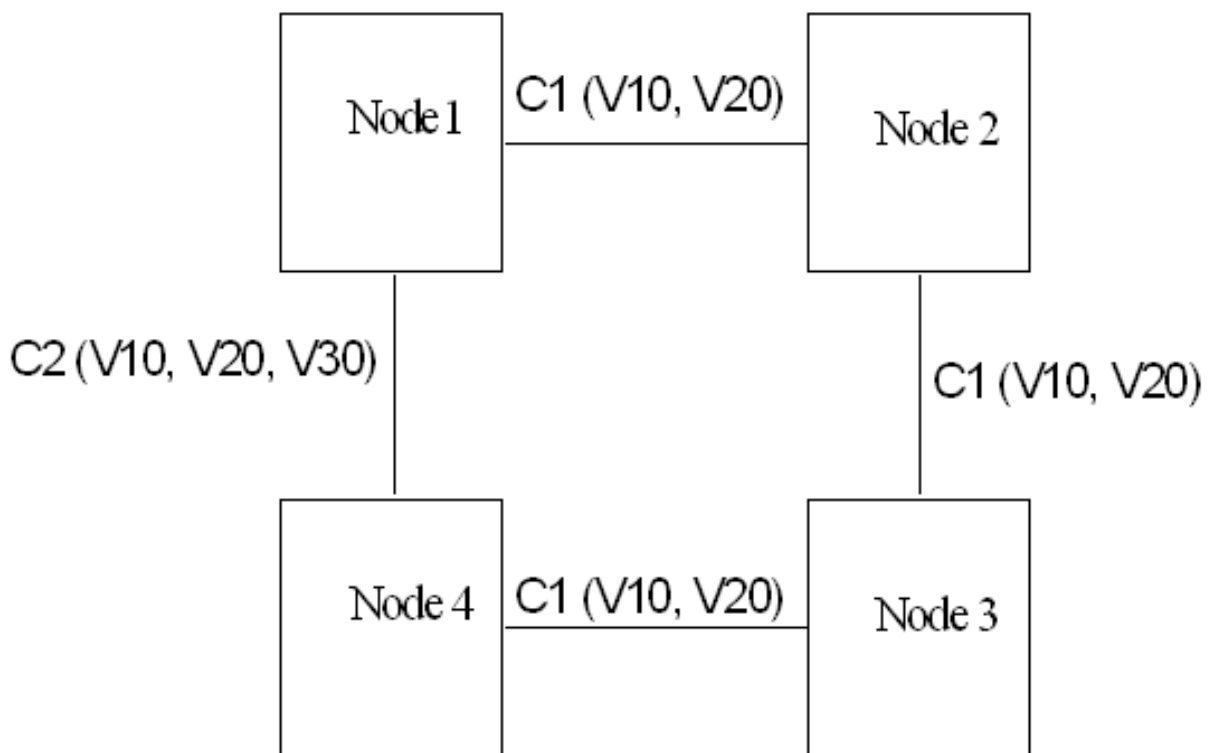 Node 1
C1 (V10, V20)
Node 2
C2 (V10, V20, V30)
C1 (V10, V20)
Node 4
C1 (V10, V20)
Node 3